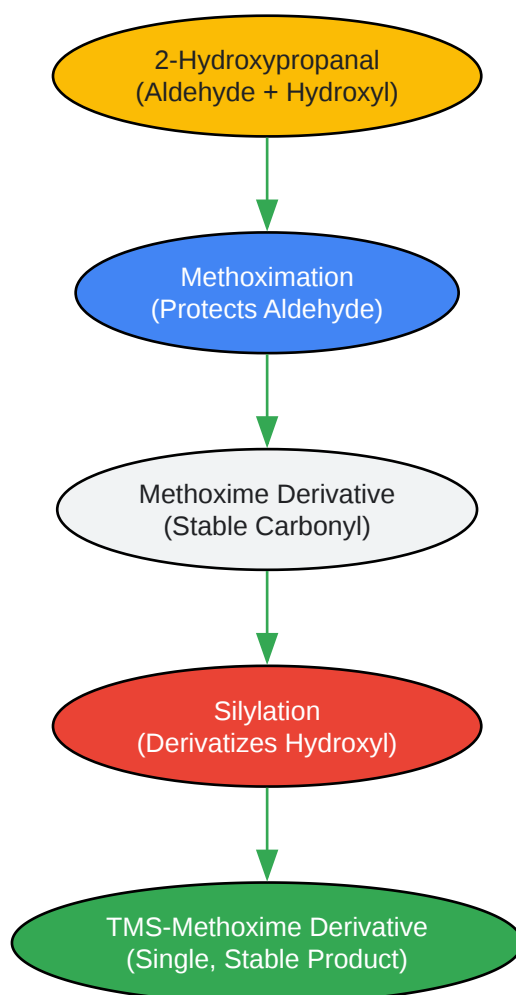 2-Hydroxypropanal
(Aldehyde + Hydroxyl)
Methoximation
(Protects Aldehyde)
Methoxime Derivative
(Stable Carbonyl)
Silylation
(Derivatizes Hydroxyl)
TMS-Methoxime Derivative
(Single, Stable Product)